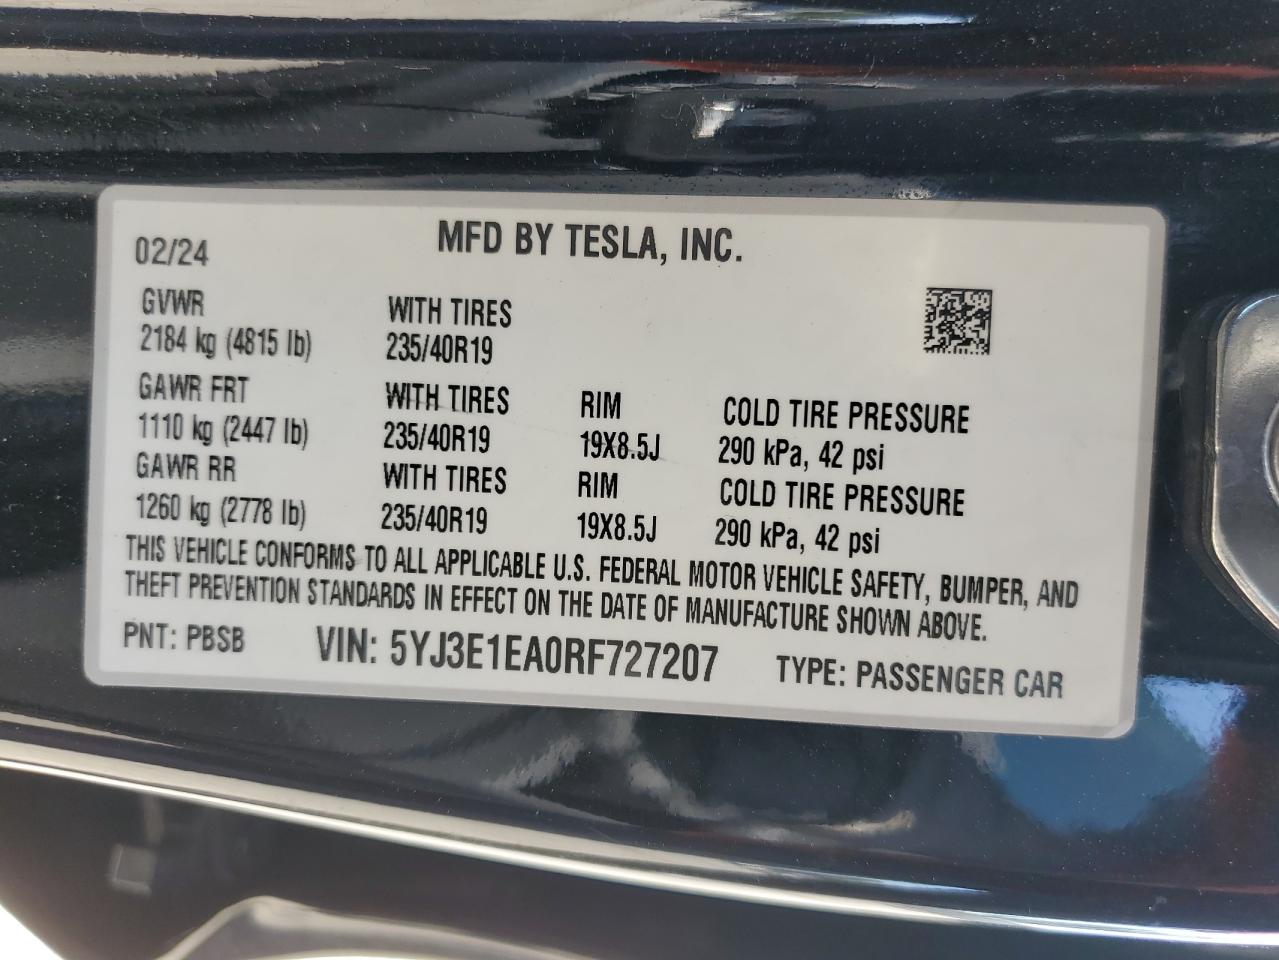 MFD BY TESLA, INC.
02/24
GVWR WITH TIRES
2184 kg (4815 lb) 235/40R19
GAWR FRT WITH TIRES RIM COLD TIRE PRESSURE
1110 kg (2447 lb) 235/40R19 19X8.5J 290 kPa, 42 psi
GAWR RR WITH TIRES RIM COLD TIRE PRESSURE
1260 kg (2778 lb) 235/40R19 19X8.5J 290 kPa, 42 psi
THIS VEHICLE CONFORMS TO ALL APPLICABLE U.S. FEDERAL MOTOR VEHICLE SAFETY, BUMPER, AND
THEFT PREVENTION STANDARDS IN EFFECT ON THE DATE OF MANUFACTURE SHOWN ABOVE.
PNT: PBSB VIN: 5YJ3E1EA0RF727207 TYPE: PASSENGER CAR